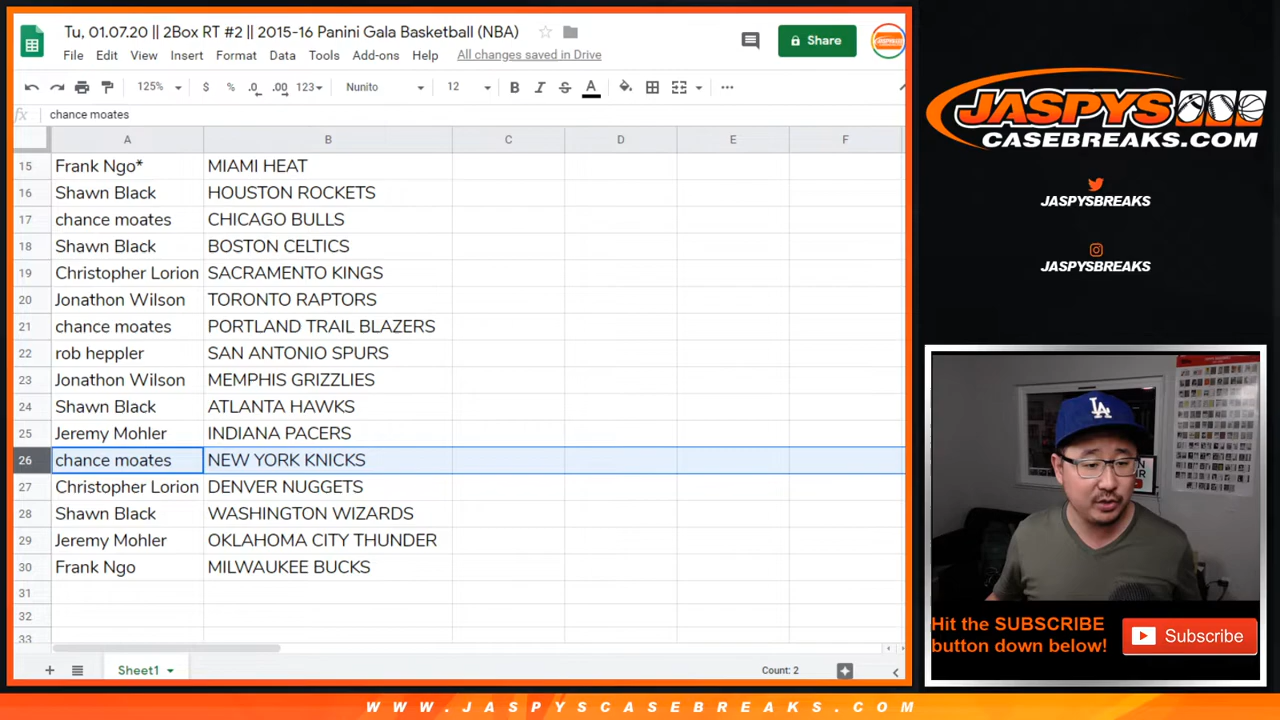 Tu, 01.07.20 || 2Box RT #2 || 2015-16 Panini Gala Basketball (NBA)
File Edit View Insert Format Data Tools Add-ons Help All changes saved in Drive
Share
125% $ % .0 .00 123 Nunito 12 B I S A
fx chance moates
A B C D E F
15 Frank Ngo* MIAMI HEAT
16 Shawn Black HOUSTON ROCKETS
17 chance moates CHICAGO BULLS
18 Shawn Black BOSTON CELTICS
19 Christopher Lorion SACRAMENTO KINGS
20 Jonathon Wilson TORONTO RAPTORS
21 chance moates PORTLAND TRAIL BLAZERS
22 rob heppler SAN ANTONIO SPURS
23 Jonathon Wilson MEMPHIS GRIZZLIES
24 Shawn Black ATLANTA HAWKS
25 Jeremy Mohler INDIANA PACERS
26 chance moates NEW YORK KNICKS
27 Christopher Lorion DENVER NUGGETS
28 Shawn Black WASHINGTON WIZARDS
29 Jeremy Mohler OKLAHOMA CITY THUNDER
30 Frank Ngo MILWAUKEE BUCKS
31
32
33
Sheet1 Count: 2
JASPYS
CASEBREAKS.COM
JASPYSBREAKS
JASPYSBREAKS
LA
Hit the SUBSCRIBE
button down below!
Subscribe
WWW.JASPYSCASEBREAKS.COM